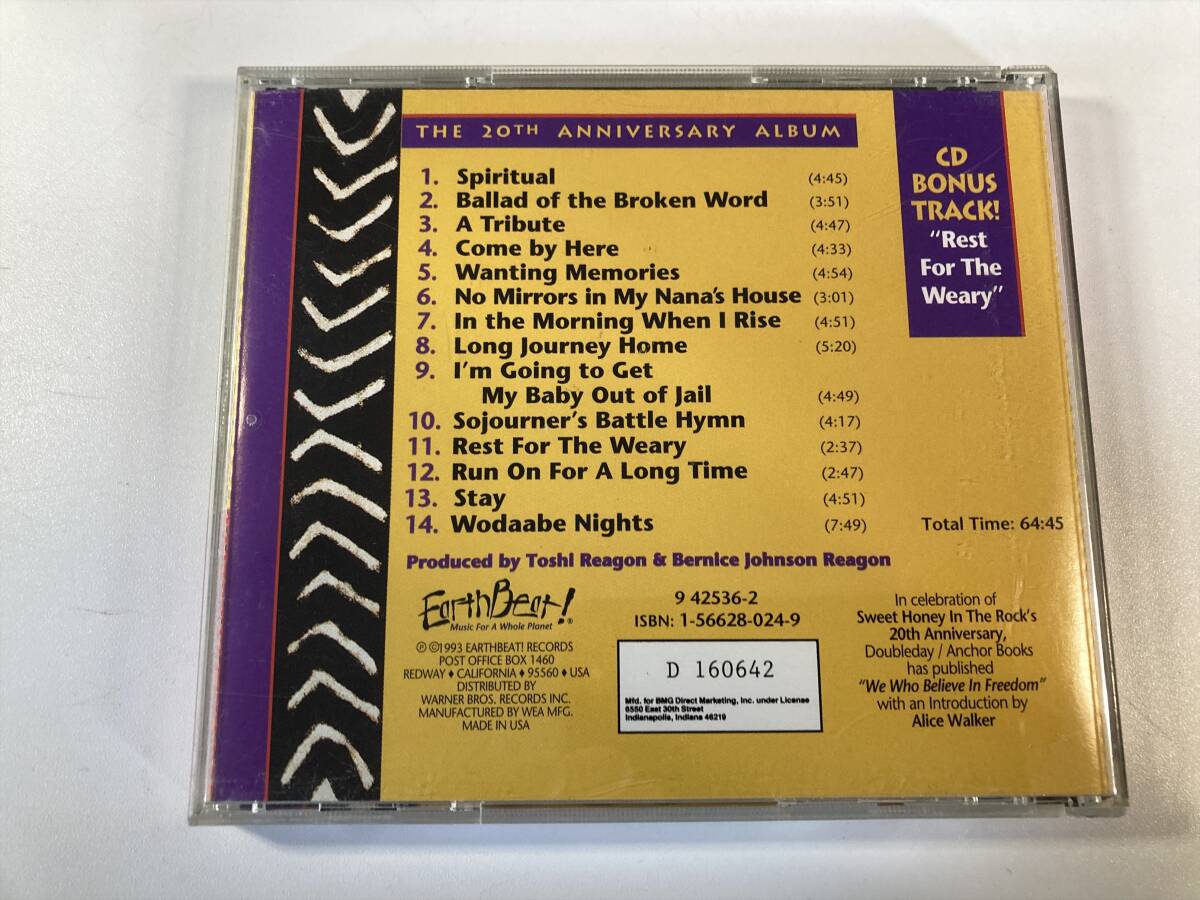 THE 20TH ANNIVERSARY ALBUM
1. Spiritual (4:45)
2. Ballad of the Broken Word (3:51)
3. A Tribute (4:47)
4. Come by Here (4:33)
5. Wanting Memories (4:54)
6. No Mirrors in My Nana's House (3:01)
7. In the Morning When I Rise (4:51)
8. Long Journey Home (5:20)
9. I'm Going to Get
My Baby Out of Jail (4:49)
10. Sojourner's Battle Hymn (4:17)
11. Rest For The Weary (2:37)
12. Run On For A Long Time (2:47)
13. Stay (4:51)
14. Wodaabe Nights (7:49)
Total Time: 64:45
CD
BONUS
TRACK!
"Rest
For The
Weary"
Produced by Toshi Reagon & Bernice Johnson Reagon
EarthBeat!®
Music For A Whole Planet
℗ ©1993 EARTHBEAT! RECORDS
POST OFFICE BOX 1460
REDWAY ♦ CALIFORNIA ♦ 95560 ♦ USA
DISTRIBUTED BY
WARNER BROS. RECORDS INC.
MANUFACTURED BY WEA MFG.
MADE IN USA
9 42536-2
ISBN: 1-56628-024-9
D 160642
Mfd. for BMG Direct Marketing, Inc. under License
6550 East 30th Street
Indianapolis, Indiana 46219
In celebration of
Sweet Honey In The Rock's
20th Anniversary,
Doubleday / Anchor Books
has published
"We Who Believe In Freedom"
with an Introduction by
Alice Walker